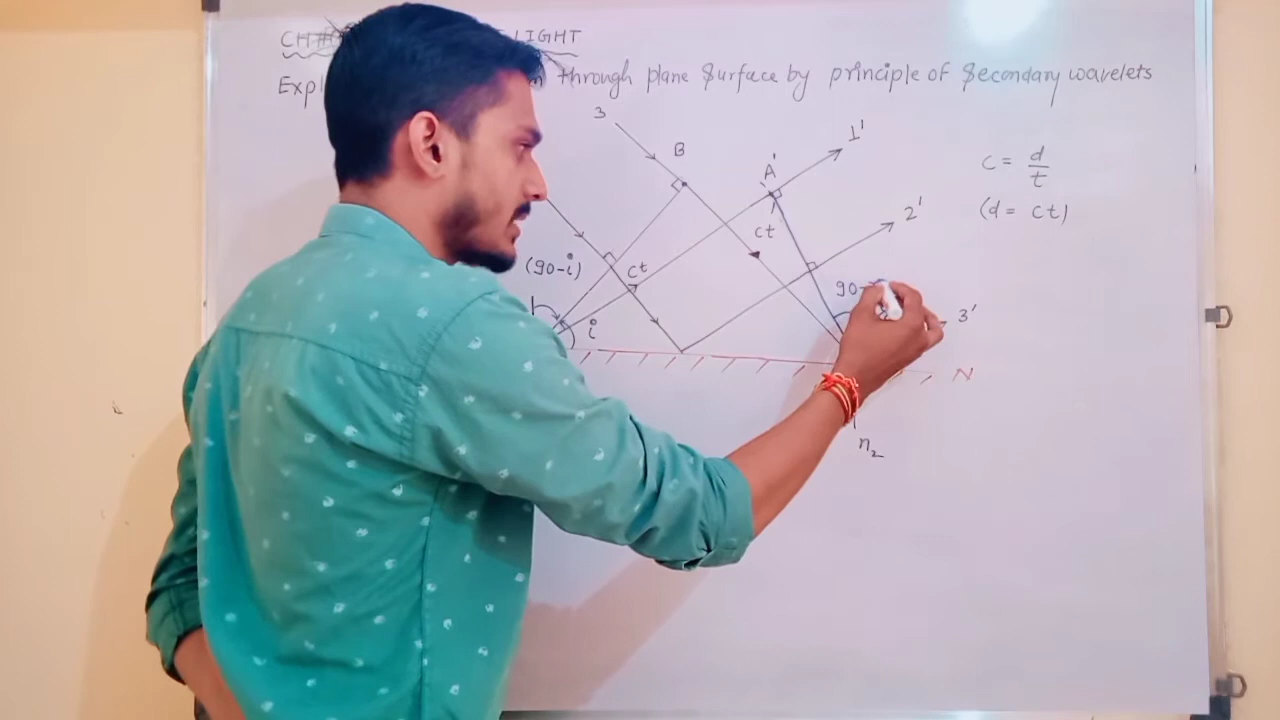 CH# LIGHT
Expl through plane surface by principle of secondary wavelets
3
B
A'
1'
c = d/t
(d = ct)
2'
ct
(90-i)
ct
90-
3'
i
N
n₂